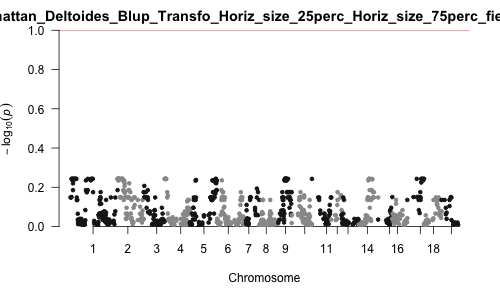 nattan_Deltoides_Blup_Transfo_Horiz_size_25perc_Horiz_size_75perc_fie
1.0
0.8
0.6
0.4
0.2
0.0
− log10(p)
1 2 3 4 5 6 7 8 9 11 14 16 18
Chromosome